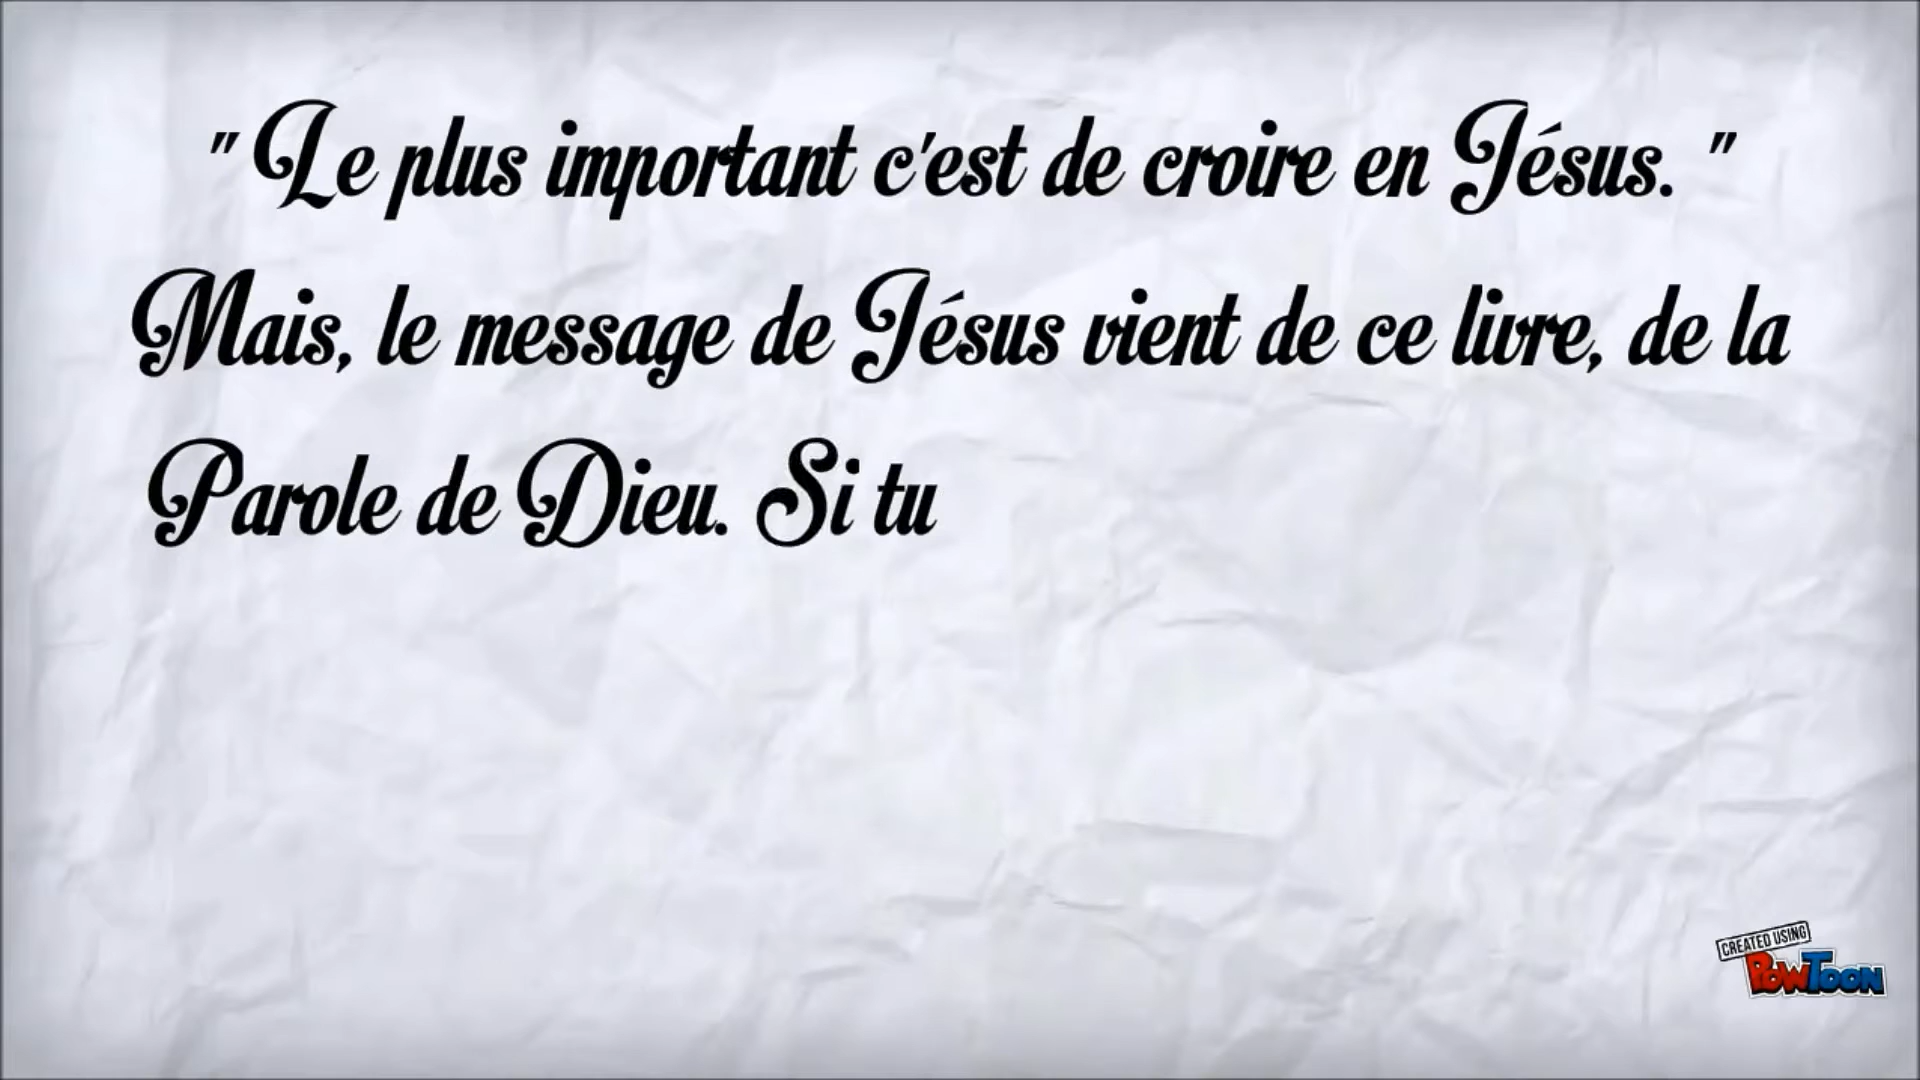 " Le plus important c'est de croire en Jésus. "
Mais, le message de Jésus vient de ce livre, de la
Parole de Dieu. Si tu
CREATED USING
POWTOON